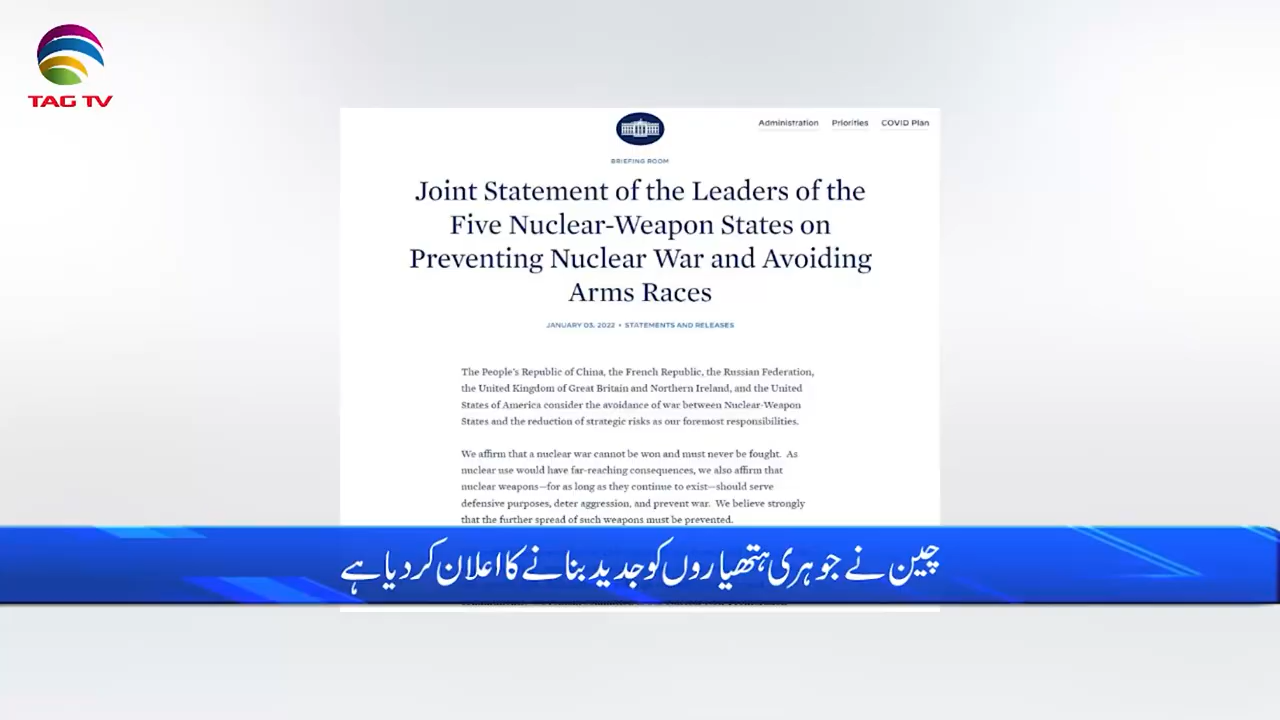 TAG TV
Administration Priorities COVID Plan
BRIEFING ROOM
Joint Statement of the Leaders of the
Five Nuclear-Weapon States on
Preventing Nuclear War and Avoiding
Arms Races
JANUARY 03, 2022 • STATEMENTS AND RELEASES
The People's Republic of China, the French Republic, the Russian Federation,
the United Kingdom of Great Britain and Northern Ireland, and the United
States of America consider the avoidance of war between Nuclear-Weapon
States and the reduction of strategic risks as our foremost responsibilities.
We affirm that a nuclear war cannot be won and must never be fought. As
nuclear use would have far-reaching consequences, we also affirm that
nuclear weapons—for as long as they continue to exist—should serve
defensive purposes, deter aggression, and prevent war. We believe strongly
that the further spread of such weapons must be prevented.
چین نے جوہری ہتھیاروں کو جدید بنانے کا اعلان کر دیا ہے